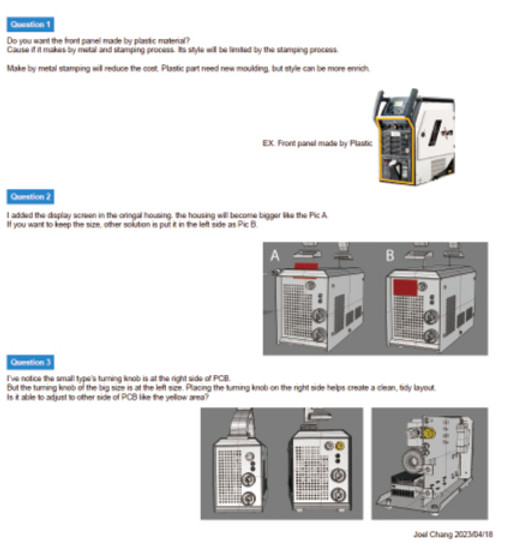 Question 1
Do you want the front panel made by plastic material?
Cause if it makes by metal and stamping process. Its style will be limited by the stamping process.
Make by metal stamping will reduce the cost. Plastic part need new moulding, but style can be more enrich.
EX. Front panel made by Plastic
Question 2
I added the display screen in the oringal housing. the housing will become bigger like the Pic A.
If you want to keep the size, other solution is put it in the left side as Pic B.
A
B
Question 3
I've notice the small type's turning knob is at the right side of PCB.
But the turning knob of the big size is at the left size. Placing the turning knob on the right side helps create a clean, tidy layout.
Is it able to adjust to other side of PCB like the yellow area?
Joel Chang 2023/04/18